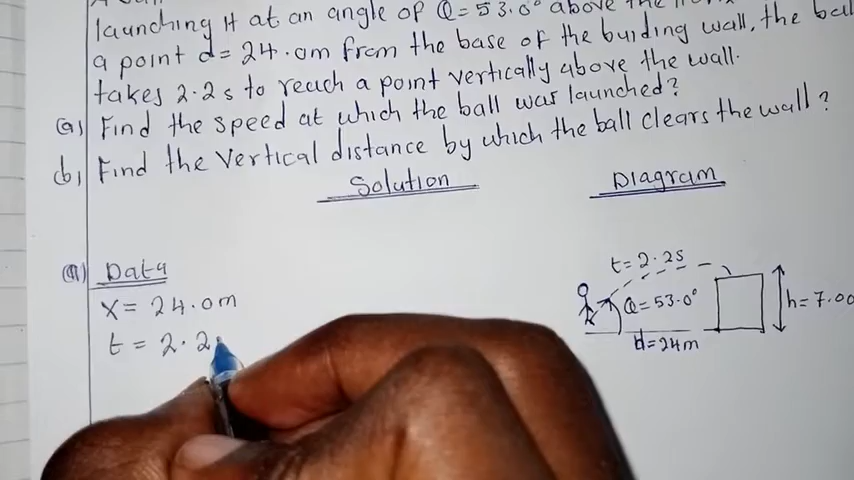 launching it at an angle of Q = 53.0° above the
a point d = 24.0m from the base of the buiding wall, the ball
takes 2.2s to reach a point vertically above the wall.
(a) Find the speed at which the ball was launched?
(b) Find the vertical distance by which the ball clears the wall?
Solution
Diagram
(a) Data
x = 24.0m
t = 2.2
t = 2.2s
Q = 53.0°
h = 7.00
d = 24m